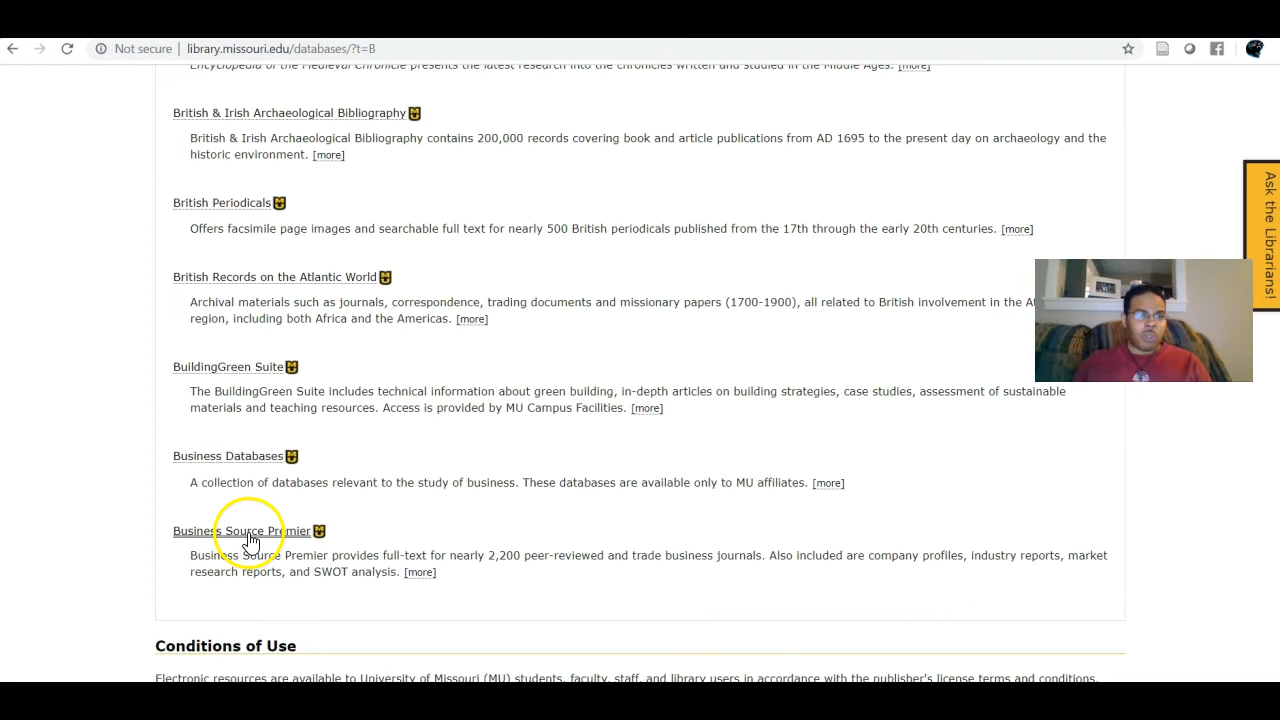 Not secure library.missouri.edu/databases/?t=B
Encyclopedia of the Medieval Chronicle presents the latest research into the chronicles written and studied in the Middle Ages. [more]
British & Irish Archaeological Bibliography
British & Irish Archaeological Bibliography contains 200,000 records covering book and article publications from AD 1695 to the present day on archaeology and the
historic environment. [more]
British Periodicals
Offers facsimile page images and searchable full text for nearly 500 British periodicals published from the 17th through the early 20th centuries. [more]
Ask the Librarians!
British Records on the Atlantic World
Archival materials such as journals, correspondence, trading documents and missionary papers (1700-1900), all related to British involvement in the At
region, including both Africa and the Americas. [more]
BuildingGreen Suite
The BuildingGreen Suite includes technical information about green building, in-depth articles on building strategies, case studies, assessment of sustainable
materials and teaching resources. Access is provided by MU Campus Facilities. [more]
Business Databases
A collection of databases relevant to the study of business. These databases are available only to MU affiliates. [more]
Business Source Premier
Business Source Premier provides full-text for nearly 2,200 peer-reviewed and trade business journals. Also included are company profiles, industry reports, market
research reports, and SWOT analysis. [more]
Conditions of Use
Electronic resources are available to University of Missouri (MU) students, faculty, staff, and library users in accordance with the publisher's license terms and conditions.